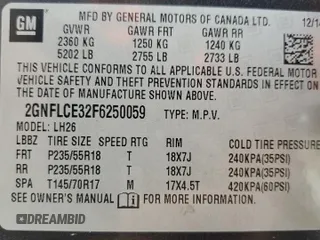 GM MFD BY GENERAL MOTORS OF CANADA LTD. 12/1
GVWR GAWR FRT GAWR RR
2360 KG 1250 KG 1240 KG
5202 LB 2755 LB 2733 LB
THIS VEHICLE CONFORMS TO ALL APPLICABLE U.S. FEDERAL MOTOR
AND THEFT PREVENTION STANDARDS IN EFFECT
THE DATE OF MANUFACTURE SHOWN ABOVE.
2GNFLCE32F6250059 TYPE: M.P.V.
MODEL: LH26
LBBZ TIRE SIZE SPEED RTG RIM COLD TIRE PRESSURE
FRT P235/55R18 T 18X7J 240KPA(35PSI)
RR P235/55R18 T 18X7J 240KPA(35PSI)
SPA T145/70R17 M 17X4.5T 420KPA(60PSI)
SEE OWNER'S MANUAL FOR MORE INFORMATION.
DREAMBID